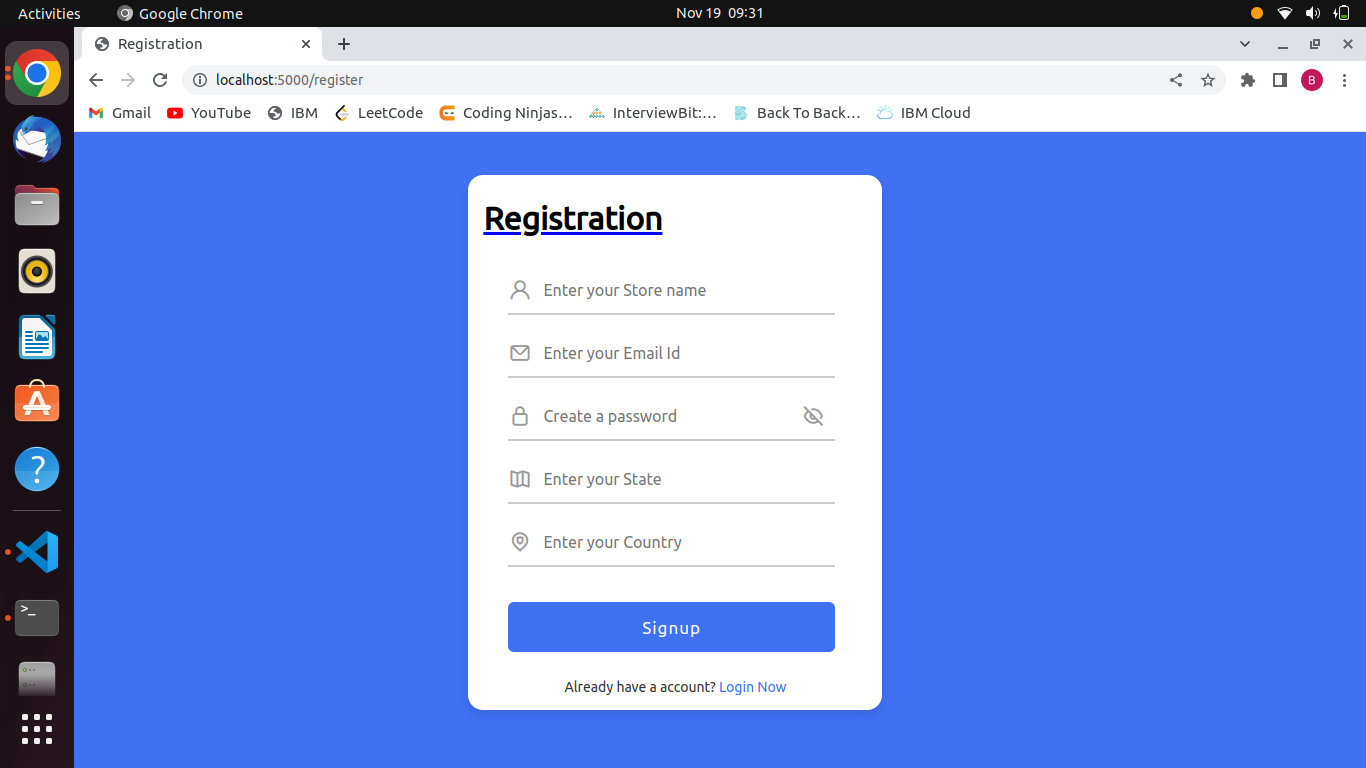 Activities Google Chrome Nov 19 09:31
Registration
localhost:5000/register B
Gmail YouTube IBM LeetCode Coding Ninjas… InterviewBit:… Back To Back… IBM Cloud
Registration
Enter your Store name
Enter your Email Id
Create a password
Enter your State
Enter your Country
Signup
Already have a account? Login Now
>_